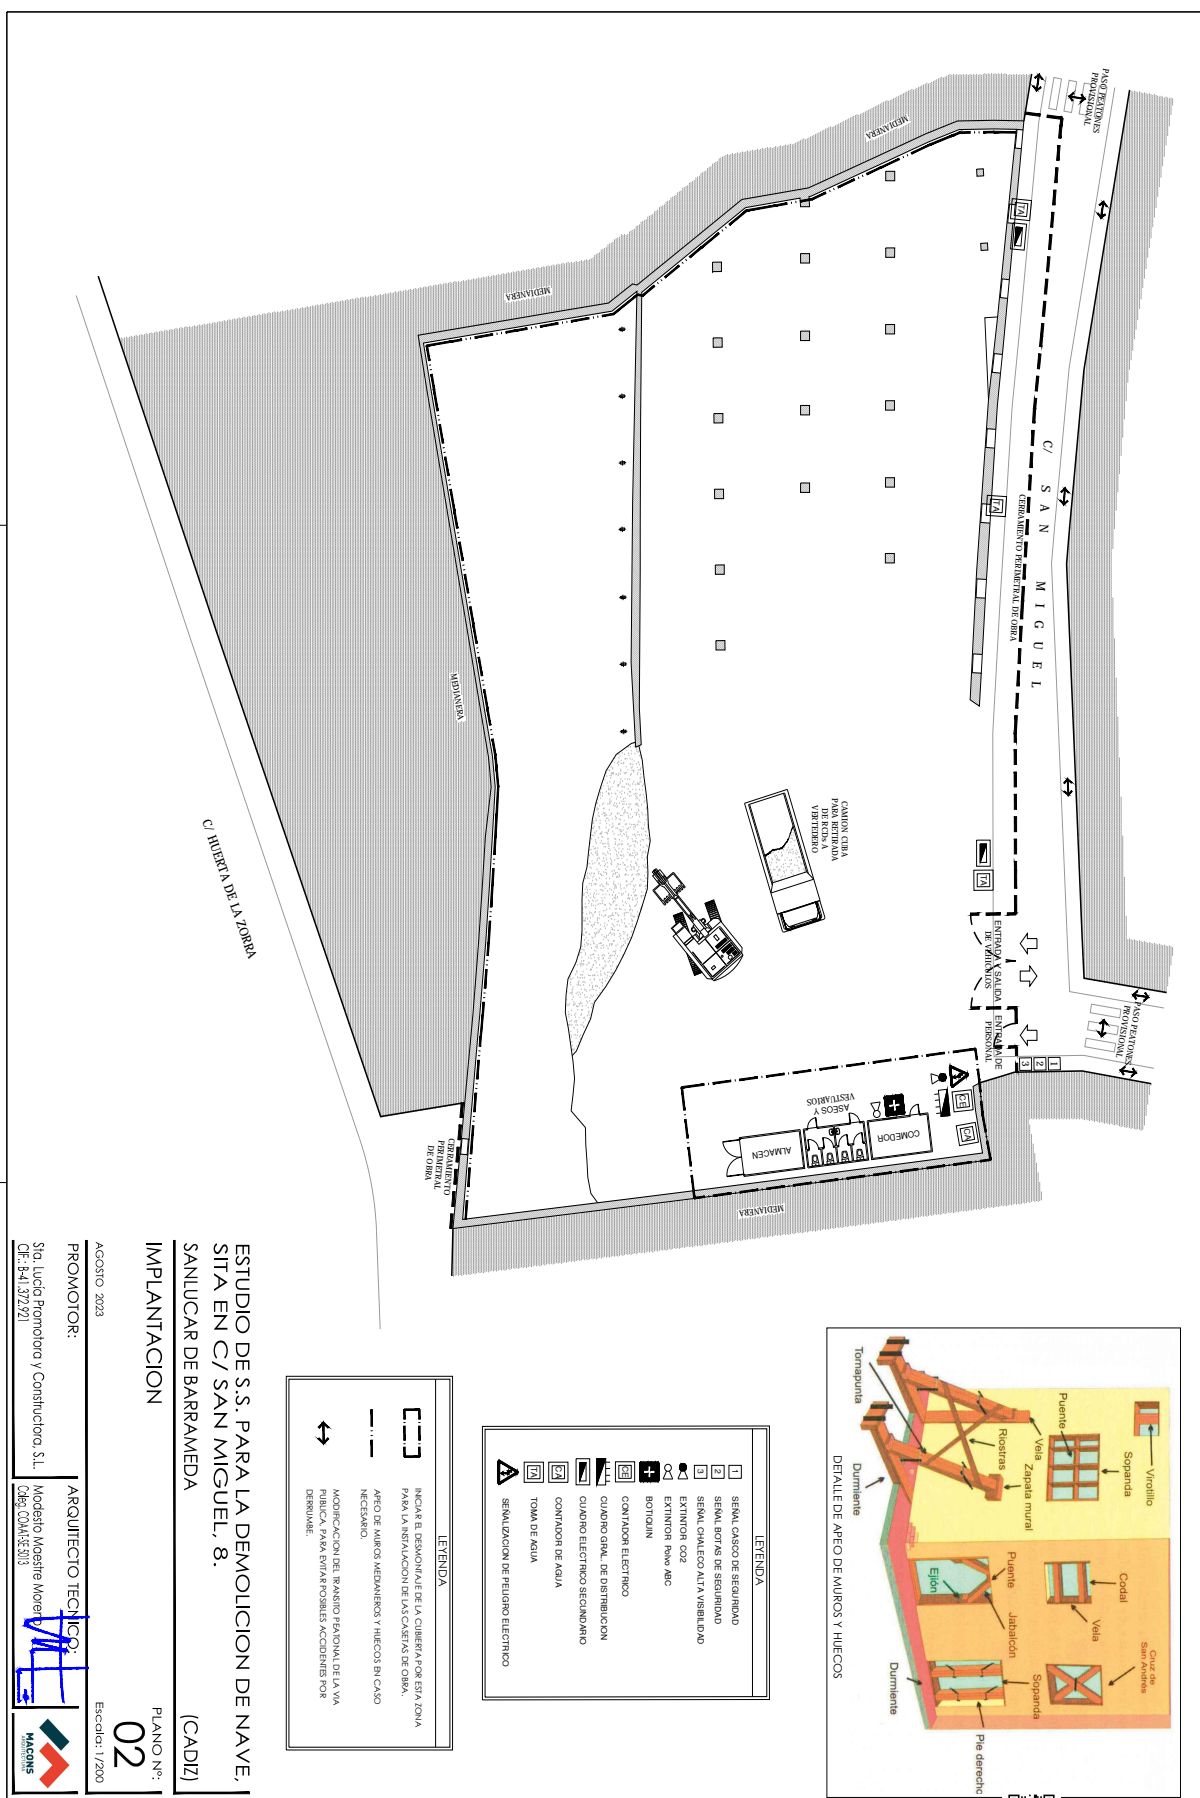 PASO PEATONES
PROVISIONAL
MEDIANERA
TA
MEDIANERA
C/ SAN MIGUEL
CERRAMIENTO PERIMETRAL DE OBRA
TA
MEDIANERA
C/ HUERTA DE LA ZORRA
CAMION CUBA
PARA RETIRADA
DE RCDs A
VERTEDERO
TA
ENTRADA Y SALIDA
DE VEHICULOS
ENTRADA DE
PERSONAL
PASO PEATONES
PROVISIONAL
1
2
3
CE
CA
ASEOS Y
VESTUARIOS
COMEDOR
ALMACEN
MEDIANERA
CERRAMIENTO
PERIMETRAL
DE OBRA
Virotillo
Sopanda
Puente
Vela
Zapata mural
Riostras
Tornapunta
Durmiente
Codal
Vela
Cruz de
San Andrés
Puente
Jabalcón
Ejión
Sopanda
Durmiente
Pie derecho
DETALLE DE APEO DE MUROS Y HUECOS
LEYENDA
1 SEÑAL CASCO DE SEGURIDAD
2 SEÑAL BOTAS DE SEGURIDAD
3 SEÑAL CHALECO ALTA VISIBILIDAD
EXTINTOR CO2
EXTINTOR Polvo ABC
BOTIQUIN
CE CONTADOR ELECTRICO
CUADRO GRAL. DE DISTRIBUCION
CUADRO ELECTRICO SECUNDARIO
CA CONTADOR DE AGUA
TA TOMA DE AGUA
SEÑALIZACION DE PELIGRO ELECTRICO
LEYENDA
INICIAR EL DESMONTAJE DE LA CUBIERTA POR ESTA ZONA
PARA LA INSTALACION DE LAS CASETAS DE OBRA.
APEO DE MUROS MEDIANEROS Y HUECOS EN CASO
NECESARIO.
MODIFICACION DEL TRANSITO PEATONAL DE LA VIA
PUBLICA, PARA EVITAR POSIBLES ACCIDENTES POR
DERRUMBE.
ESTUDIO DE S.S. PARA LA DEMOLICION DE NAVE,
SITA EN C/ SAN MIGUEL, 8.
SANLUCAR DE BARRAMEDA (CADIZ)
IMPLANTACION
PLANO Nº:
02
AGOSTO 2023
Escala: 1/200
PROMOTOR:
Sta. Lucía Promotora y Constructora, S.L.
CIF.: B-41.372.921
ARQUITECTO TECNICO:
Modesto Maestre Moreno
Coleg. COAAT-SE 5013
MACONS
ARQUITECTURA